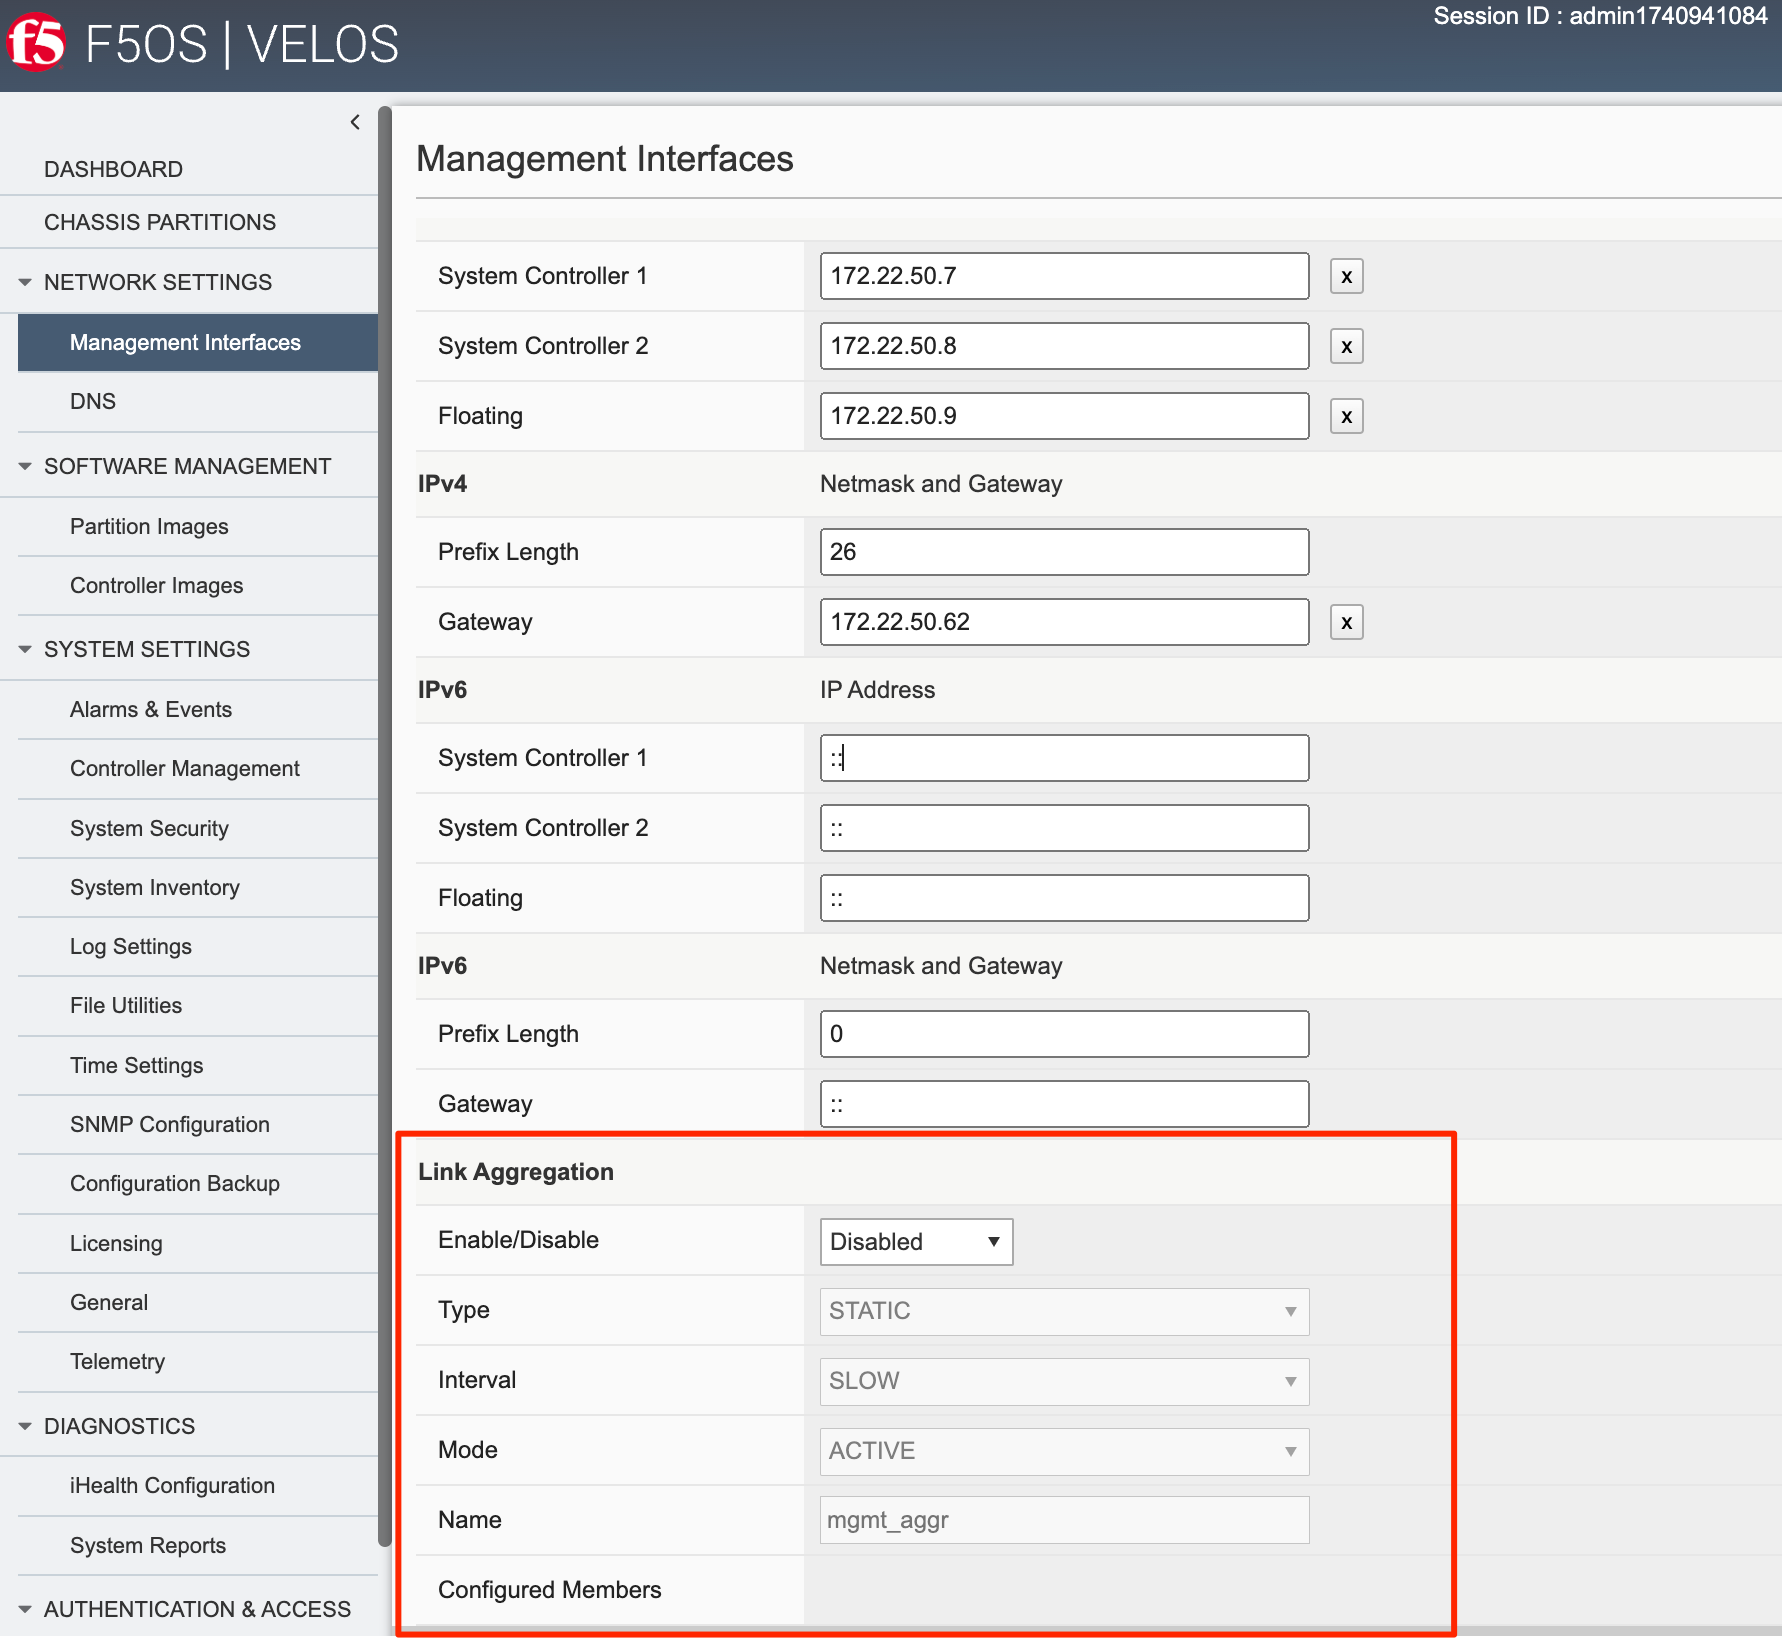 Session ID : admin1740941084
f5 F5OS | VELOS
DASHBOARD
CHASSIS PARTITIONS
NETWORK SETTINGS
Management Interfaces
DNS
SOFTWARE MANAGEMENT
Partition Images
Controller Images
SYSTEM SETTINGS
Alarms & Events
Controller Management
System Security
System Inventory
Log Settings
File Utilities
Time Settings
SNMP Configuration
Configuration Backup
Licensing
General
Telemetry
DIAGNOSTICS
iHealth Configuration
System Reports
AUTHENTICATION & ACCESS
Management Interfaces
System Controller 1 172.22.50.7 x
System Controller 2 172.22.50.8 x
Floating 172.22.50.9 x
IPv4 Netmask and Gateway
Prefix Length 26
Gateway 172.22.50.62 x
IPv6 IP Address
System Controller 1 ::
System Controller 2 ::
Floating ::
IPv6 Netmask and Gateway
Prefix Length 0
Gateway ::
Link Aggregation
Enable/Disable Disabled
Type STATIC
Interval SLOW
Mode ACTIVE
Name mgmt_aggr
Configured Members